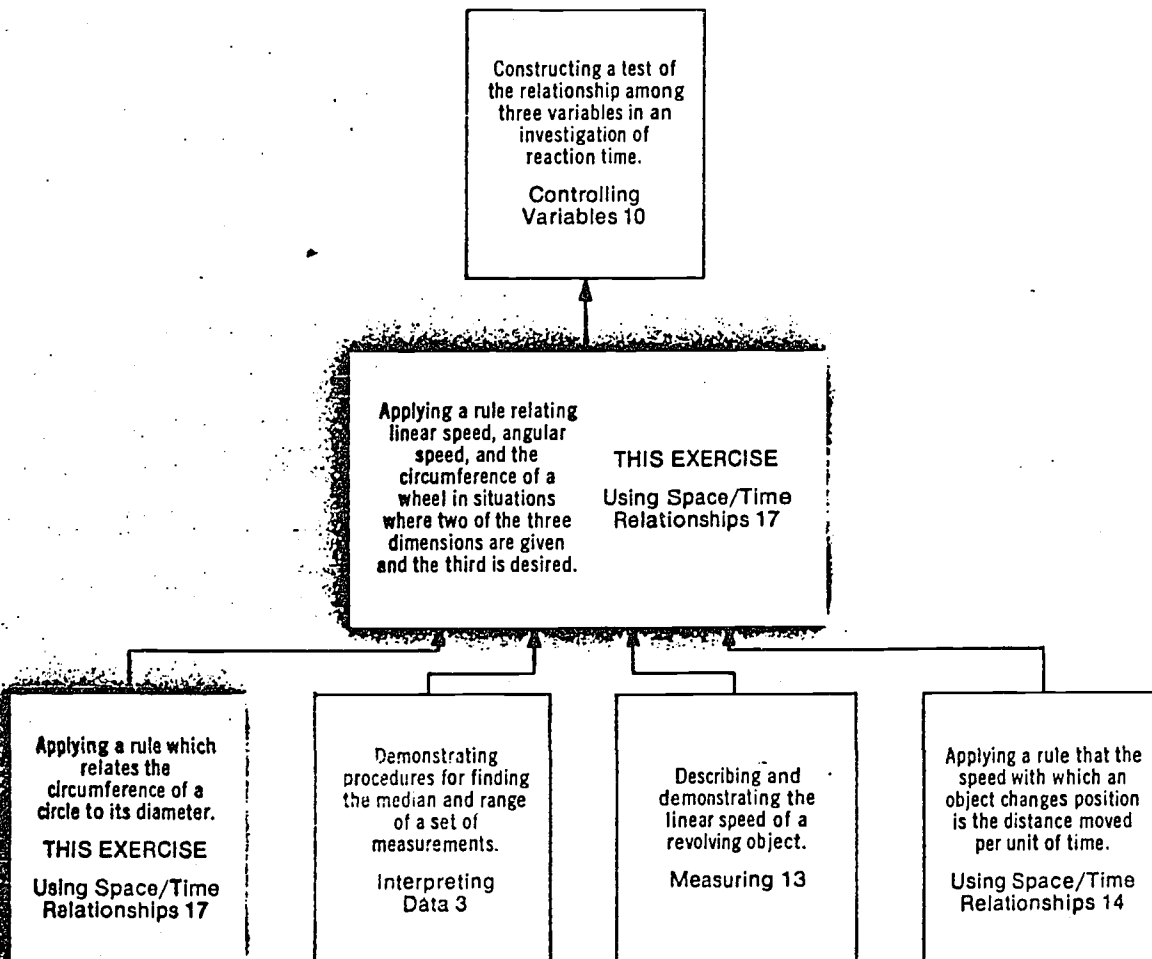 Constructing a test of
the relationship among
three variables in an
investigation of
reaction time.
Controlling
Variables 10
Applying a rule relating
linear speed, angular
speed, and the
circumference of a
wheel in situations
where two of the three
dimensions are given
and the third is desired.
THIS EXERCISE
Using Space/Time
Relationships 17
Applying a rule which
relates the
circumference of a
circle to its diameter.
THIS EXERCISE
Using Space/Time
Relationships 17
Demonstrating
procedures for finding
the median and range
of a set of
measurements.
Interpreting
Data 3
Describing and
demonstrating the
linear speed of a
revolving object.
Measuring 13
Applying a rule that the
speed with which an
object changes position
is the distance moved
per unit of time.
Using Space/Time
Relationships 14